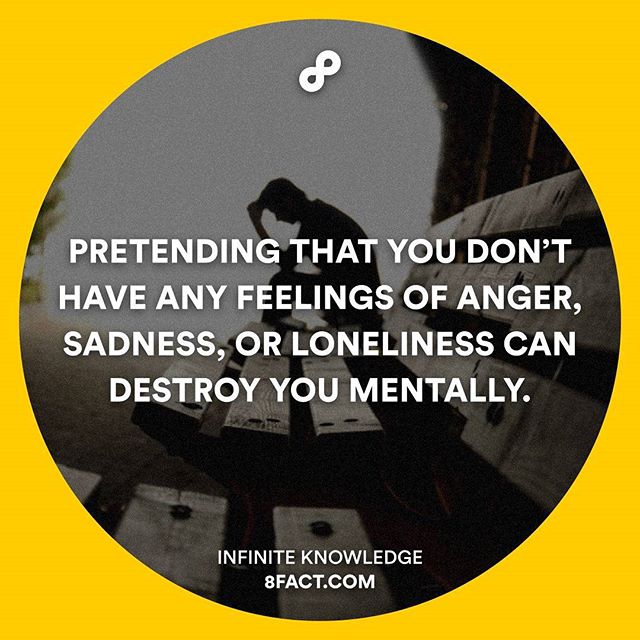 PRETENDING THAT YOU DON’T
HAVE ANY FEELINGS OF ANGER,
SADNESS, OR LONELINESS CAN
DESTROY YOU MENTALLY.
INFINITE KNOWLEDGE
8FACT.COM